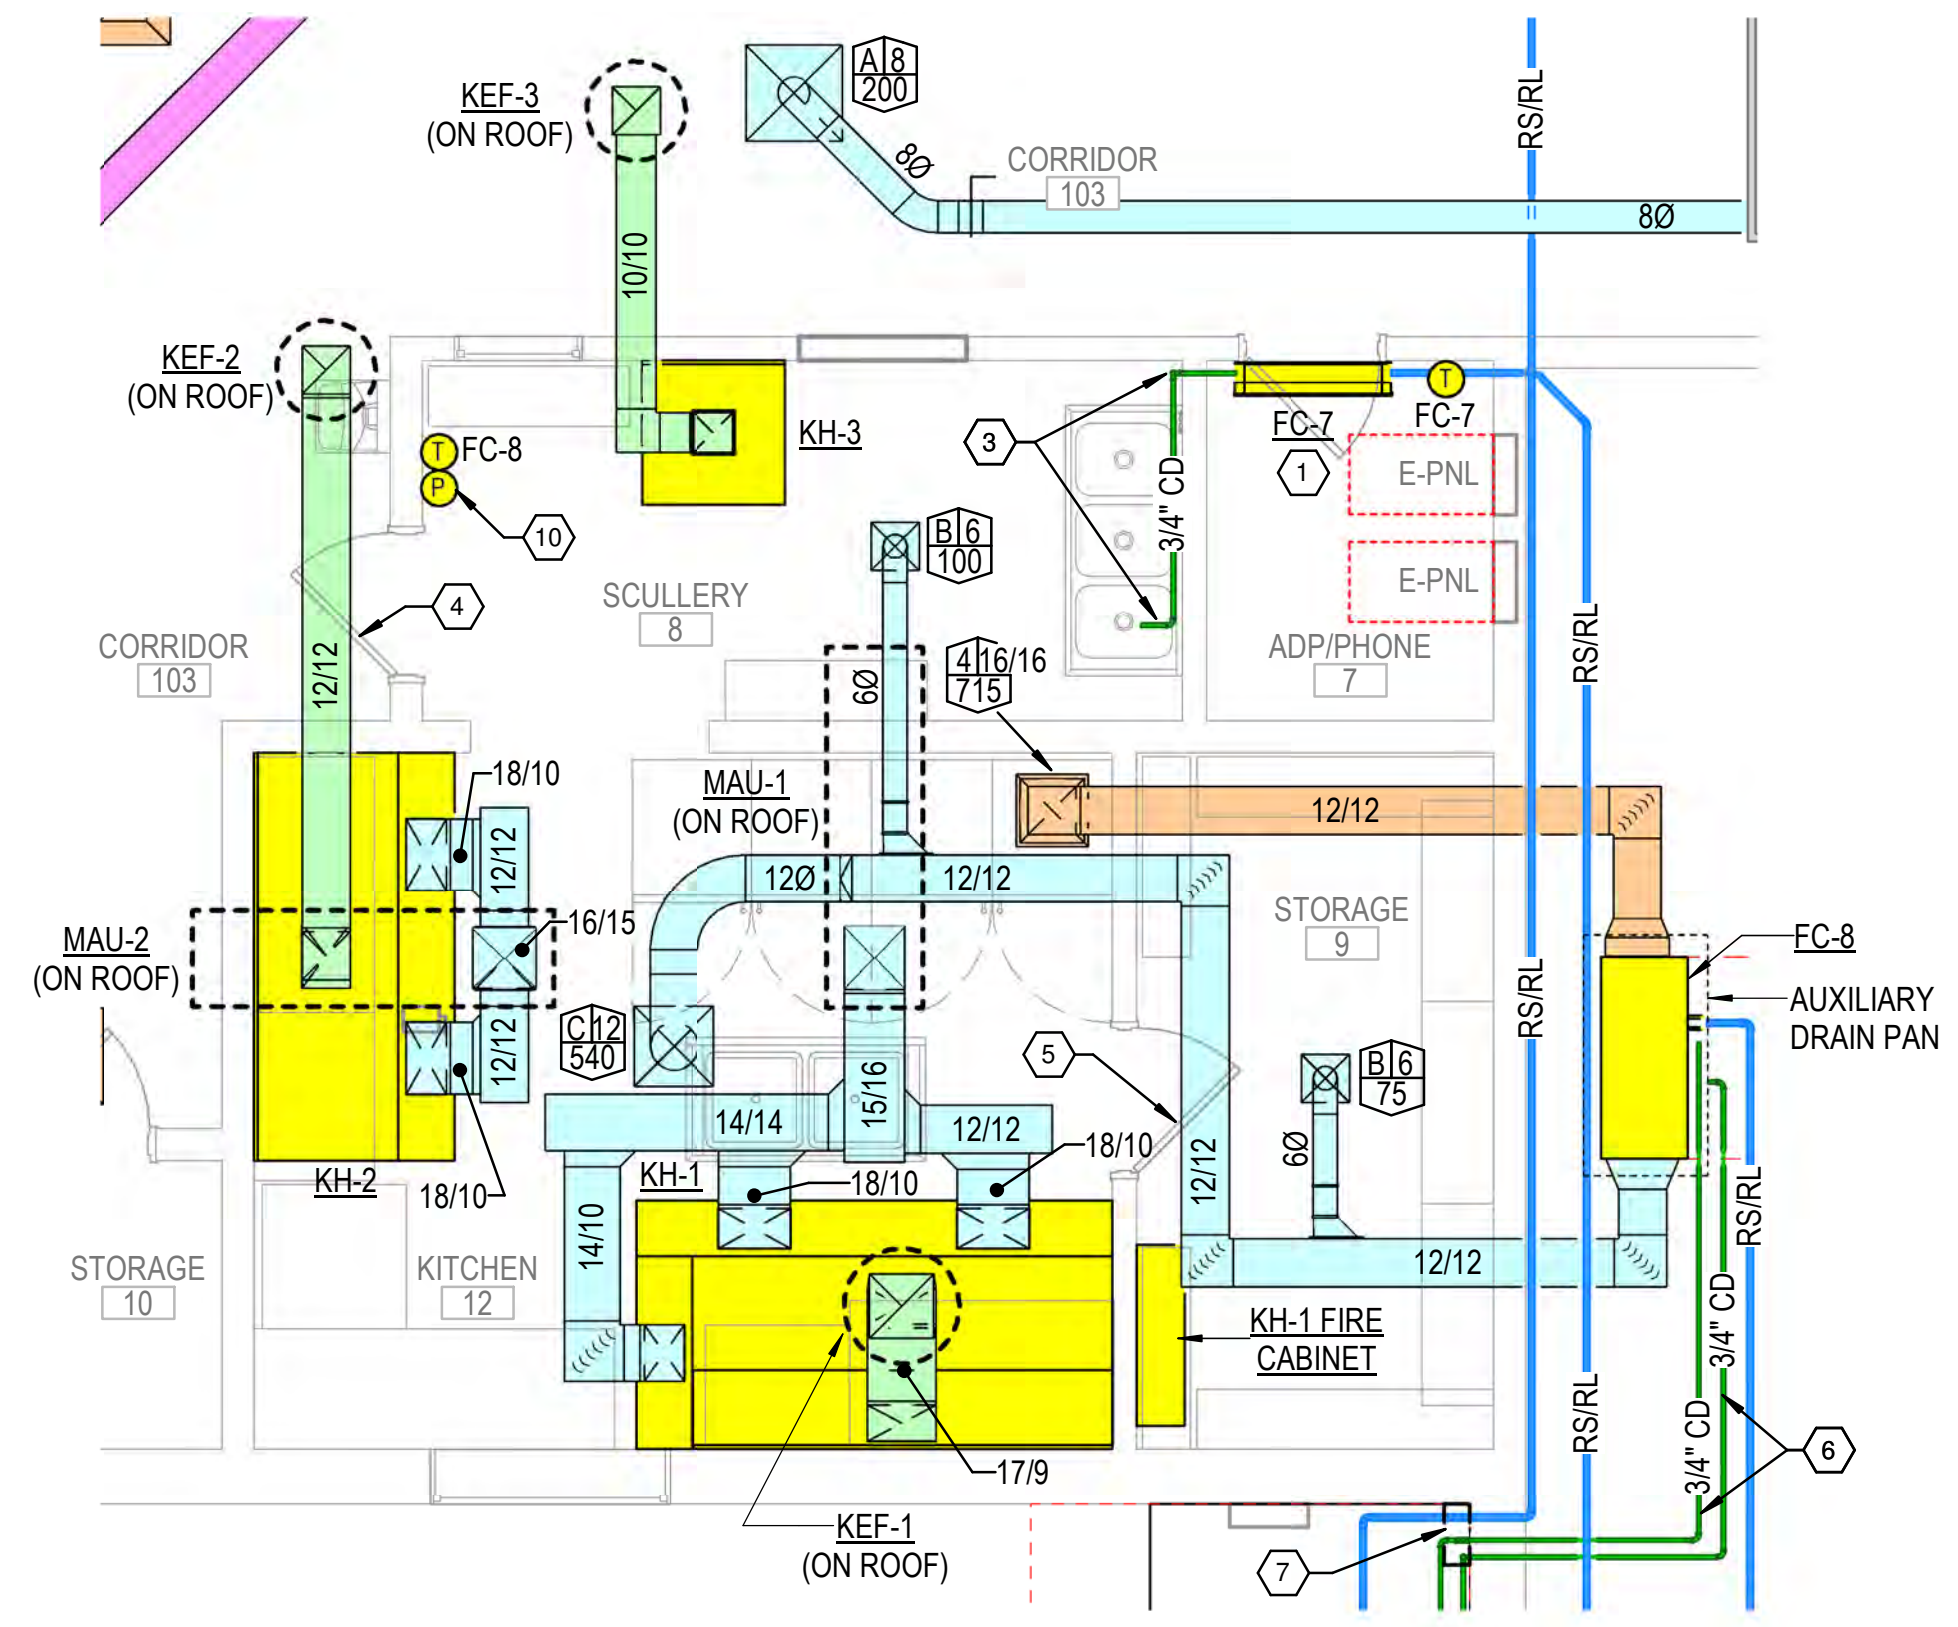 KEF-3
(ON ROOF)
A 8
200
8Ø
CORRIDOR
103
8Ø
RS/RL
10/10
KEF-2
(ON ROOF)
T
FC-8
P
10
KH-3
3
3/4" CD
FC-7
1
T
FC-7
E-PNL
E-PNL
B 6
100
SCULLERY
8
4
CORRIDOR
103
12/12
6Ø
4 16/16
715
ADP/PHONE
7
RS/RL
18/10
12/12
MAU-1
(ON ROOF)
12/12
12Ø
12/12
STORAGE
9
16/15
MAU-2
(ON ROOF)
FC-8
AUXILIARY
DRAIN PAN
RS/RL
C 12
540
12/12
5
B 6
75
15/16
14/14
12/12
18/10
6Ø
KH-2
18/10
KH-1
18/10
12/12
RS/RL
14/10
STORAGE
10
KITCHEN
12
12/12
KH-1 FIRE
CABINET
3/4" CD
RS/RL
3/4" CD
6
17/9
KEF-1
(ON ROOF)
7